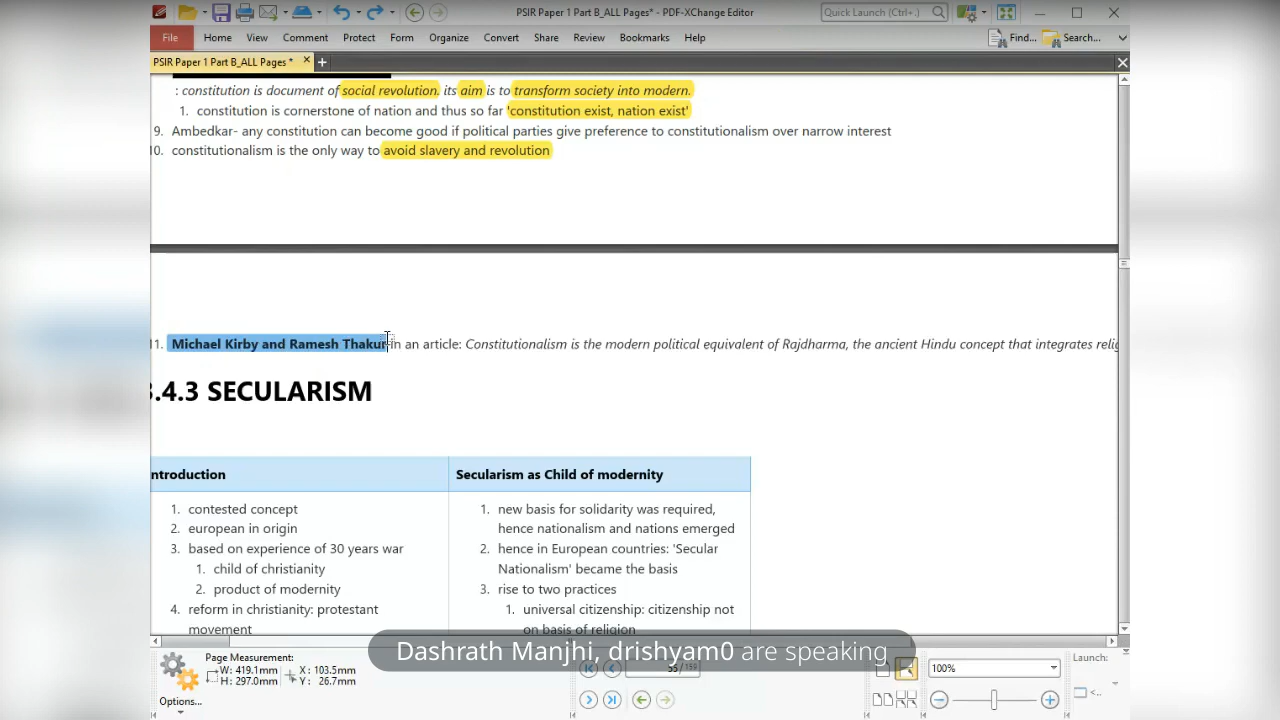 PSIR Paper 1 Part B_ALL Pages* - PDF-XChange Editor
Quick Launch (Ctrl+.)
File Home View Comment Protect Form Organize Convert Share Review Bookmarks Help Find... Search...
PSIR Paper 1 Part B_ALL Pages *
: constitution is document of social revolution. its aim is to transform society into modern.
1. constitution is cornerstone of nation and thus so far 'constitution exist, nation exist'
9. Ambedkar- any constitution can become good if political parties give preference to constitutionalism over narrow interest
10. constitutionalism is the only way to avoid slavery and revolution
11. Michael Kirby and Ramesh Thakur in an article: Constitutionalism is the modern political equivalent of Rajdharma, the ancient Hindu concept that integrates relig
3.4.3 SECULARISM
ntroduction
1. contested concept
2. european in origin
3. based on experience of 30 years war
1. child of christianity
2. product of modernity
4. reform in christianity: protestant
movement
Secularism as Child of modernity
1. new basis for solidarity was required,
hence nationalism and nations emerged
2. hence in European countries: 'Secular
Nationalism' became the basis
3. rise to two practices
1. universal citizenship: citizenship not
on basis of religion
Dashrath Manjhi, drishyam0 are speaking
Page Measurement:
W: 419.1mm
H: 297.0mm
X: 103.5mm
Y: 26.7mm
Options...
100%
Launch: